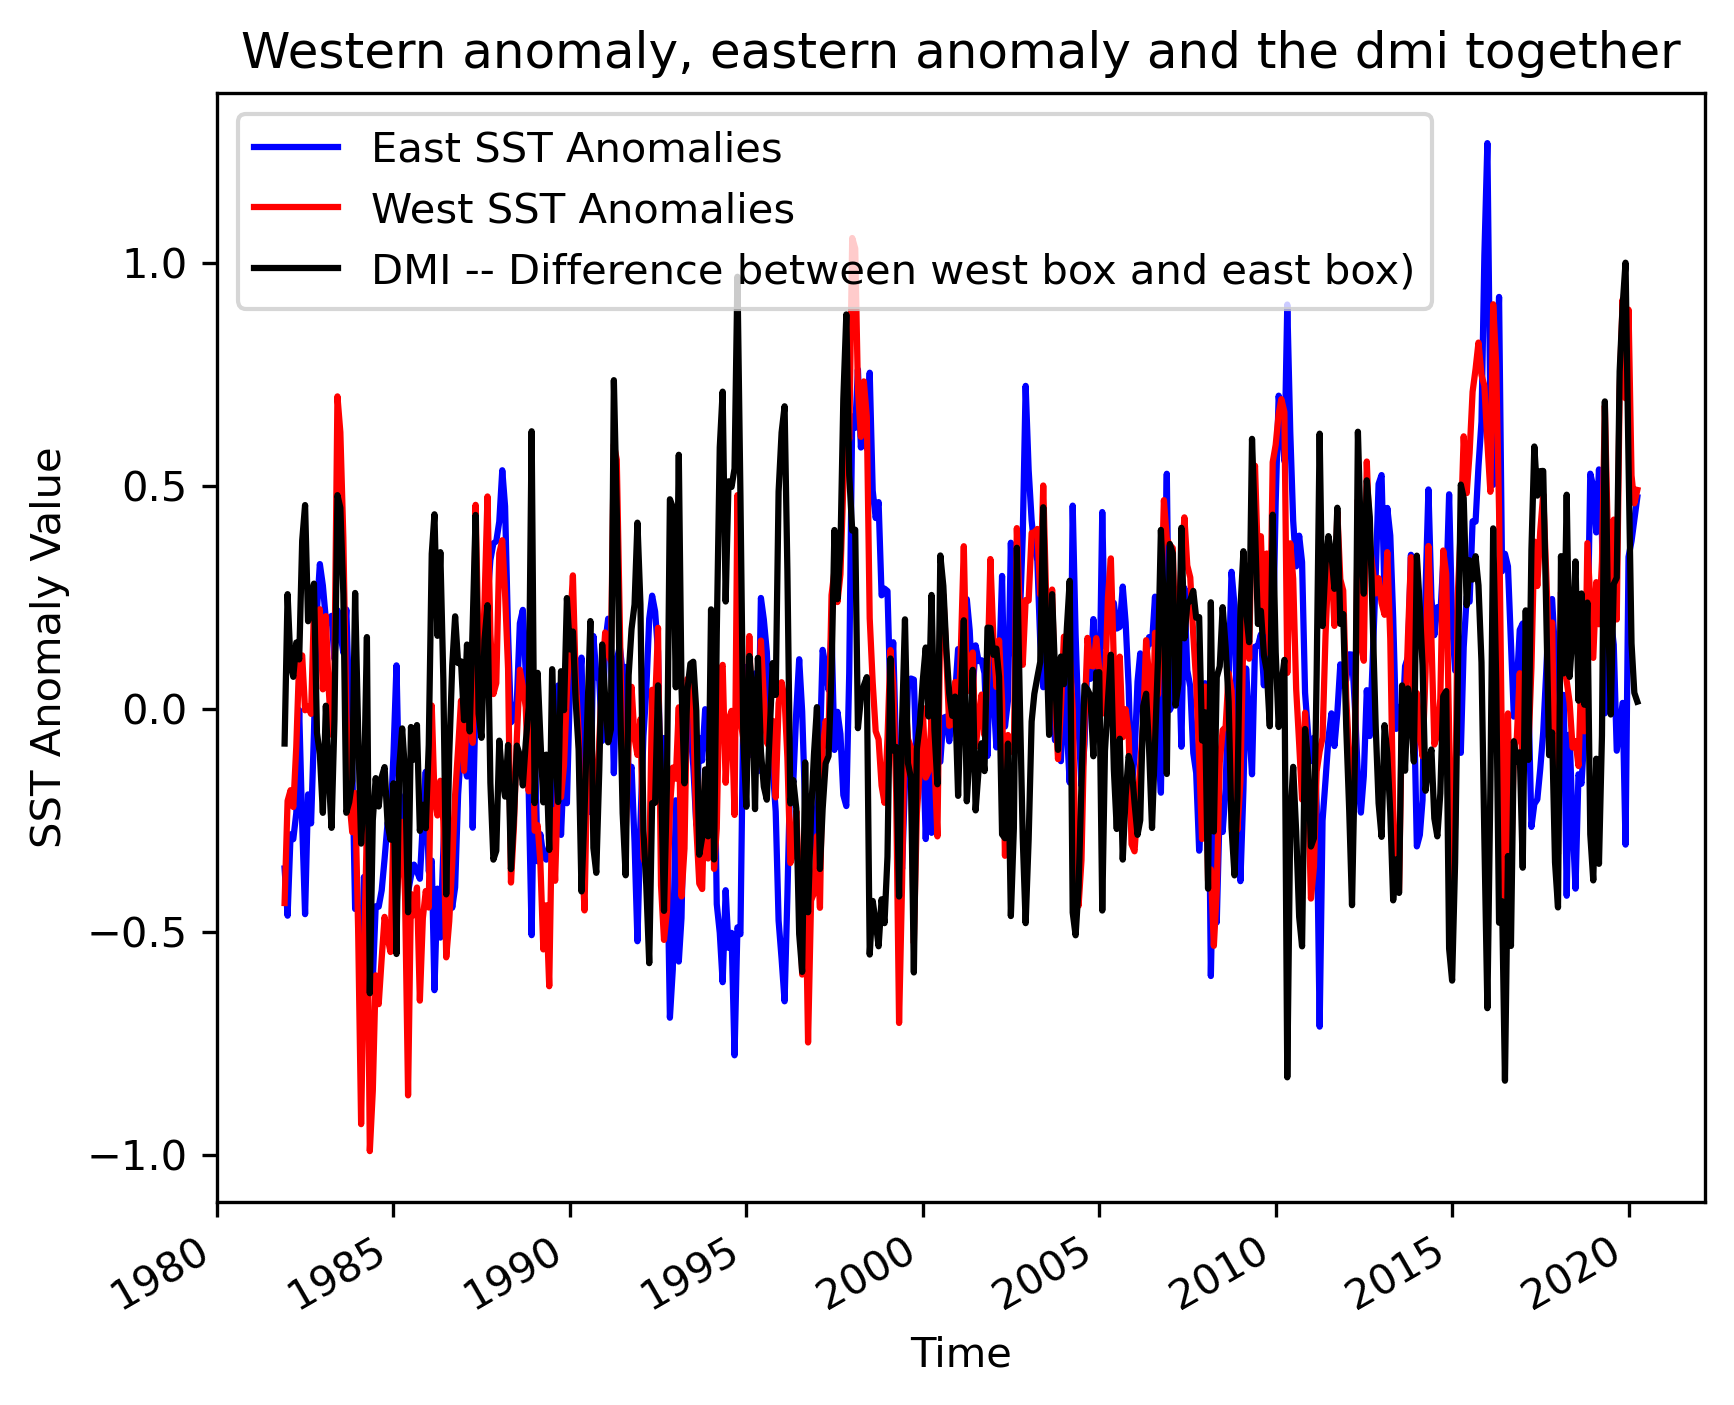 Western anomaly, eastern anomaly and the dmi together
East SST Anomalies
West SST Anomalies
DMI -- Difference between west box and east box)
1.0
0.5
0.0
−0.5
−1.0
SST Anomaly Value
1980 1985 1990 1995 2000 2005 2010 2015 2020
Time